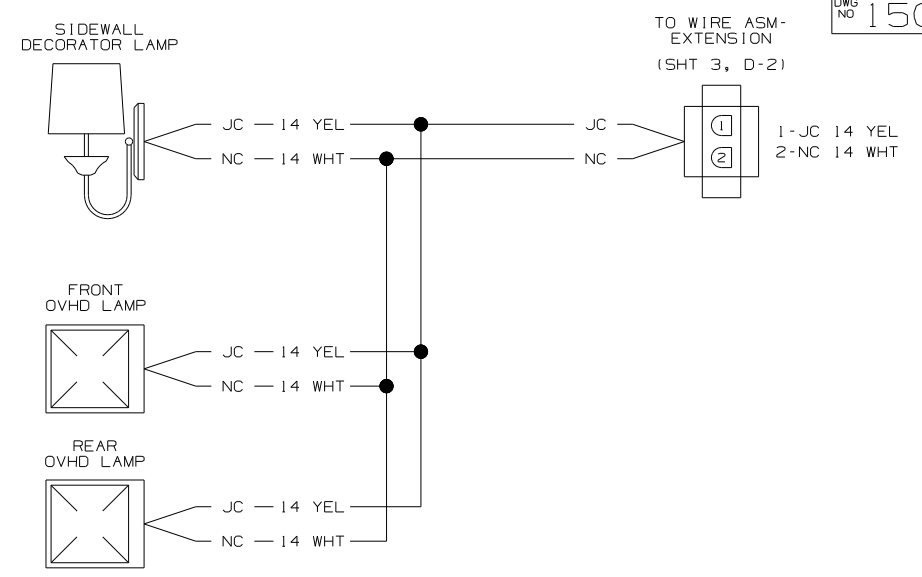 DWG
NO
SIDEWALL
DECORATOR LAMP
TO WIRE ASM-
EXTENSION
(SHT 3, D-2)
JC — 14 YEL
JC
1
1-JC 14 YEL
NC — 14 WHT
NC
2
2-NC 14 WHT
FRONT
OVHD LAMP
JC — 14 YEL
NC — 14 WHT
REAR
OVHD LAMP
JC — 14 YEL
NC — 14 WHT